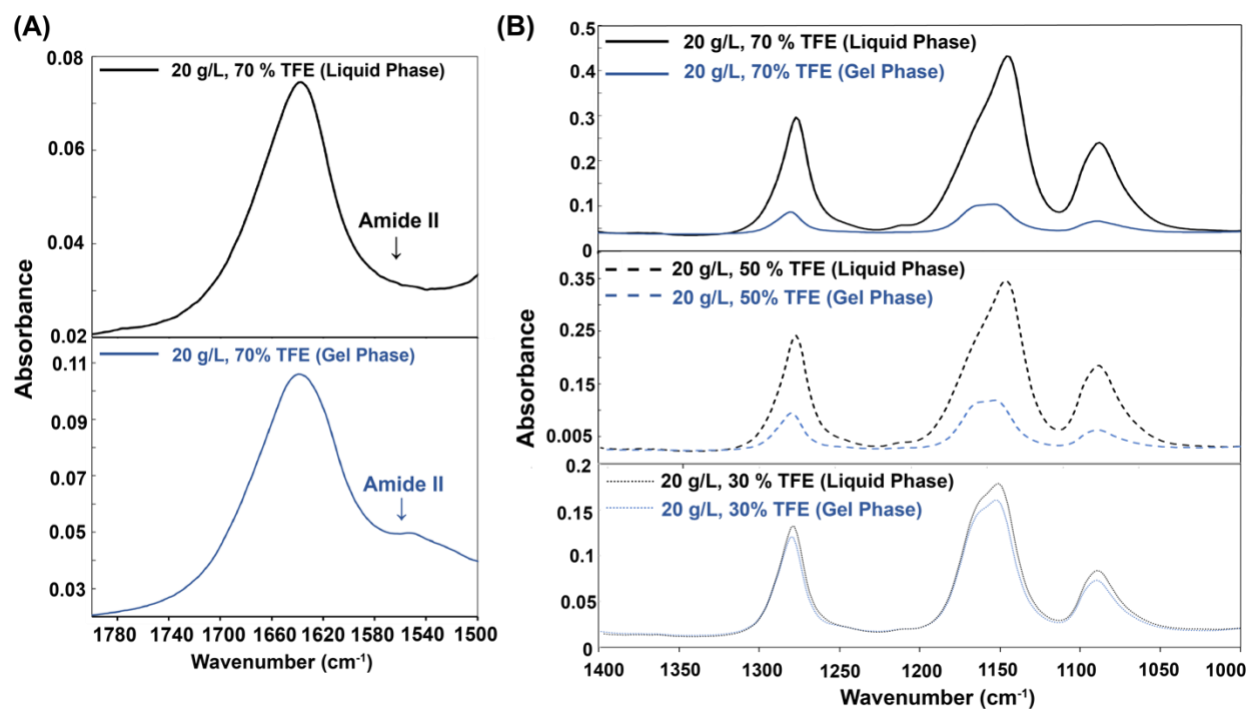 (A)
0.08
20 g/L, 70 % TFE (Liquid Phase)
0.06
Amide II
↓
0.04
0.02
20 g/L, 70% TFE (Gel Phase)
0.11
0.09
0.07
Amide II
↓
0.05
0.03
Absorbance
1780 1740 1700 1660 1620 1580 1540 1500
Wavenumber (cm⁻¹)
(B)
0.5
20 g/L, 70 % TFE (Liquid Phase)
20 g/L, 70% TFE (Gel Phase)
0.4
0.3
0.2
0.1
0
20 g/L, 50 % TFE (Liquid Phase)
20 g/L, 50% TFE (Gel Phase)
0.35
0.25
0.15
0.005
0.2
20 g/L, 30 % TFE (Liquid Phase)
20 g/L, 30% TFE (Gel Phase)
0.15
0.1
0.05
0
Absorbance
1400 1350 1300 1250 1200 1150 1100 1050 1000
Wavenumber (cm⁻¹)